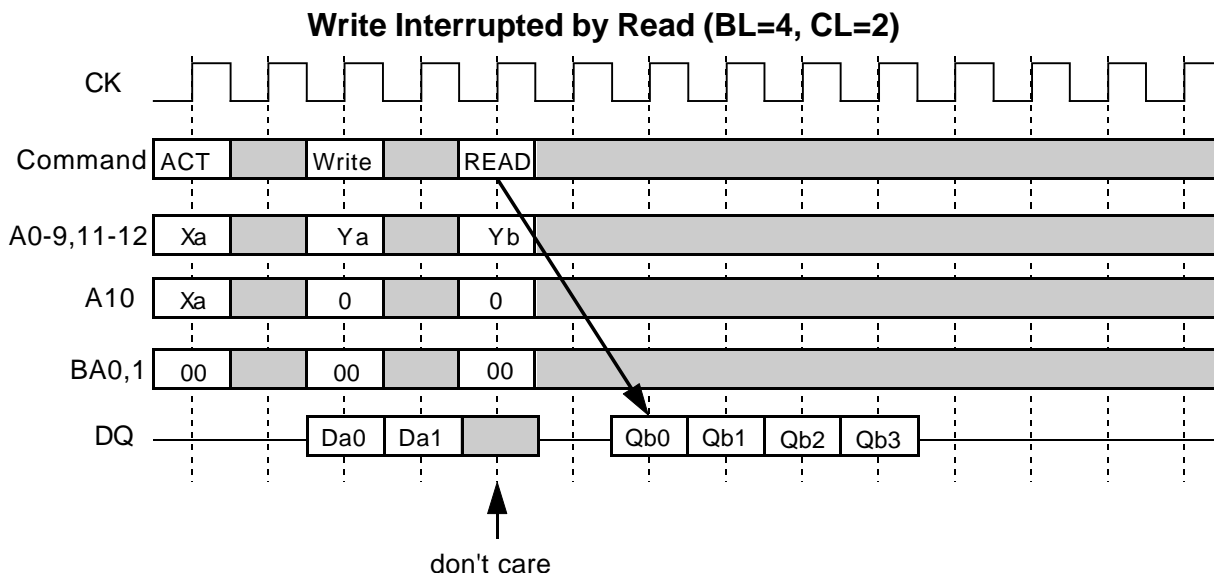 Write Interrupted by Read (BL=4, CL=2)
CK
Command ACT Write READ
A0-9,11-12 Xa Ya Yb
A10 Xa 0 0
BA0,1 00 00 00
DQ Da0 Da1 Qb0 Qb1 Qb2 Qb3
don't care